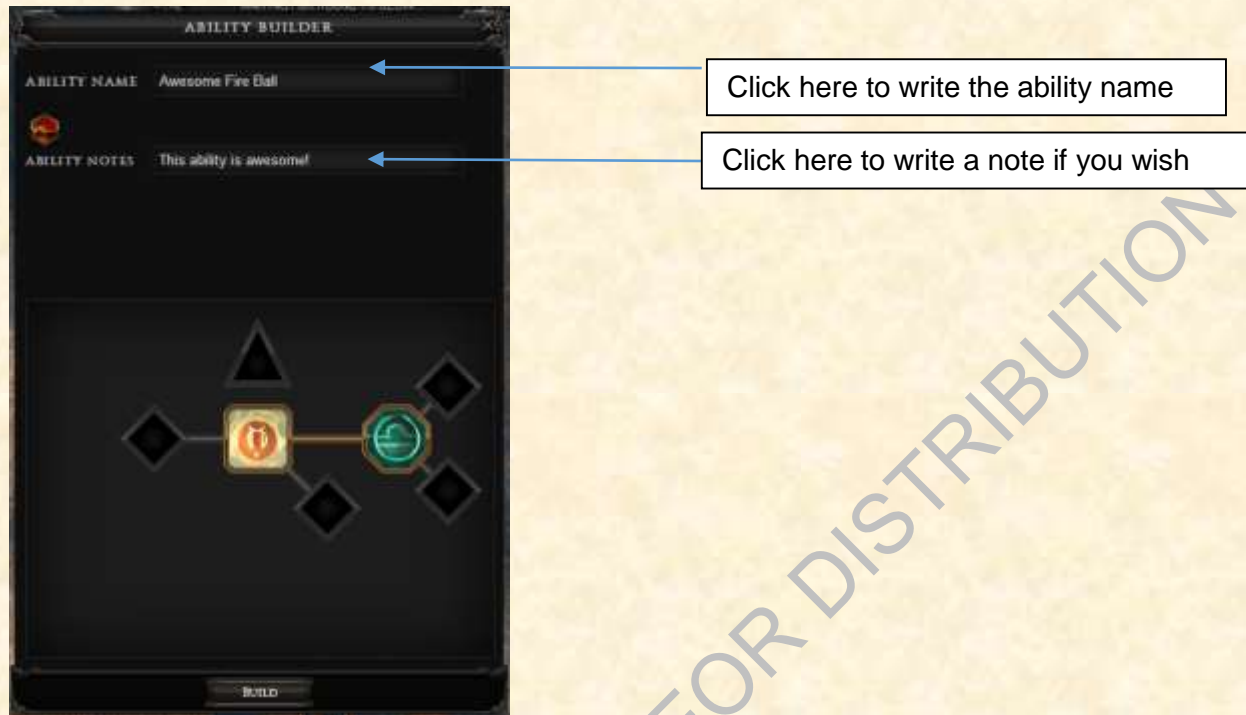 ABILITY BUILDER
ABILITY NAME Awesome Fire Ball
Click here to write the ability name
ABILITY NOTES This ability is awesome!
Click here to write a note if you wish
FOR DISTRIBUTION
BUILD